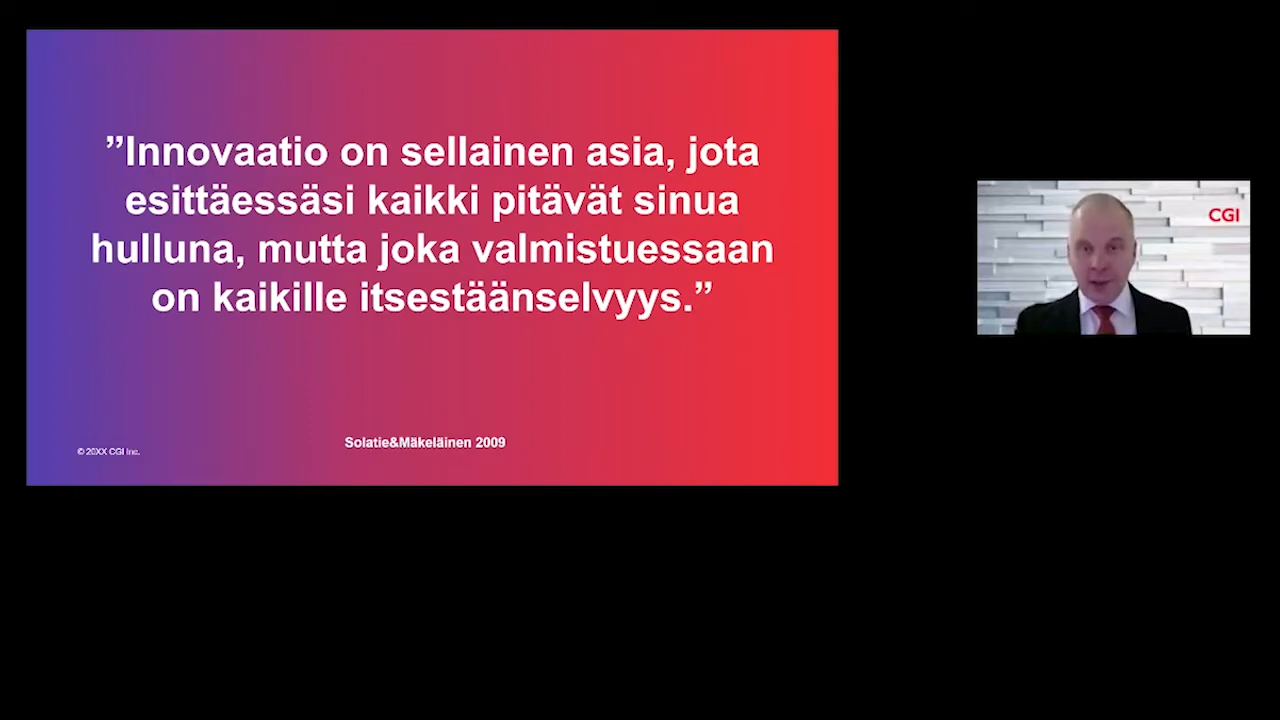 ”Innovaatio on sellainen asia, jota
esittäessäsi kaikki pitävät sinua
hulluna, mutta joka valmistuessaan
on kaikille itsestäänselvyys.”
Solatie&Mäkeläinen 2009
© 20XX CGI Inc.
CGI